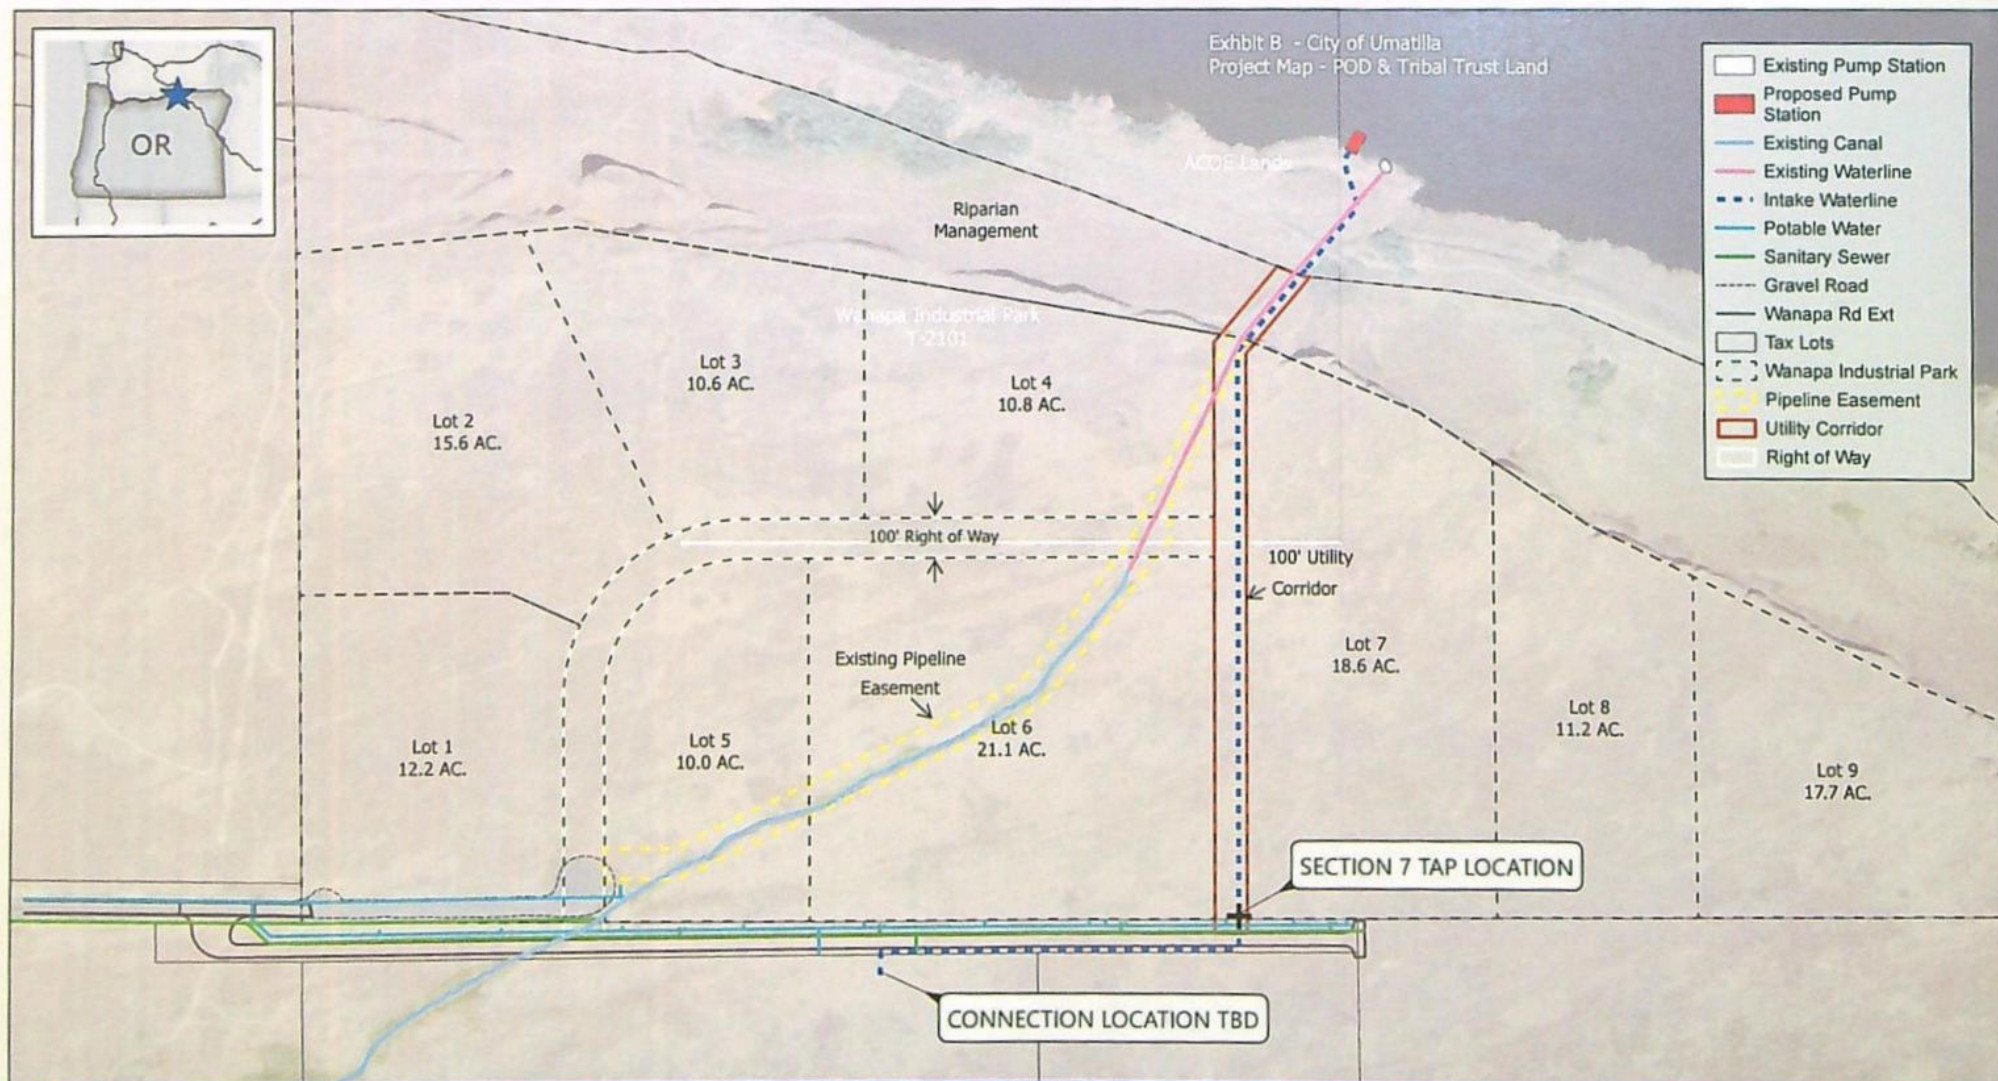 Exhbit B - City of Umatilla
Project Map - POD & Tribal Trust Land
OR
Existing Pump Station
Proposed Pump
Station
Existing Canal
Existing Waterline
Intake Waterline
Potable Water
Sanitary Sewer
Gravel Road
Wanapa Rd Ext
Tax Lots
Wanapa Industrial Park
Pipeline Easement
Utility Corridor
Right of Way
ACOE Lands
Riparian
Management
Wanapa Industrial Park
T-2101
Lot 3
10.6 AC.
Lot 4
10.8 AC.
Lot 2
15.6 AC.
100' Right of Way
100' Utility
Corridor
Existing Pipeline
Easement
Lot 7
18.6 AC.
Lot 1
12.2 AC.
Lot 5
10.0 AC.
Lot 6
21.1 AC.
Lot 8
11.2 AC.
Lot 9
17.7 AC.
SECTION 7 TAP LOCATION
CONNECTION LOCATION TBD